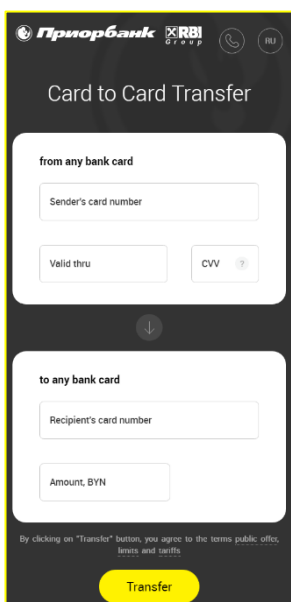 Приорбанк RBI Group RU
Card to Card Transfer
from any bank card
Sender's card number
Valid thru CVV ?
to any bank card
Recipient's card number
Amount, BYN
By clicking on "Transfer" button, you agree to the terms public offer,
limits and tariffs
Transfer